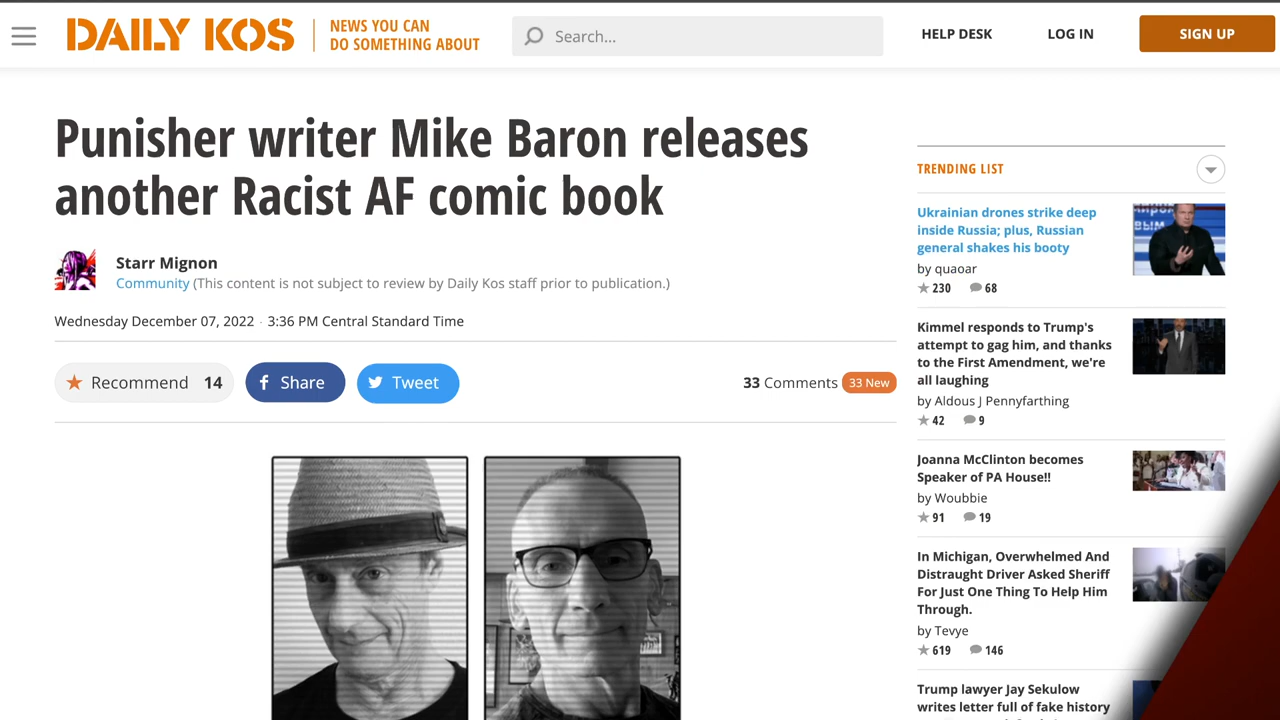 DAILY KOS
NEWS YOU CAN
DO SOMETHING ABOUT
Search...
HELP DESK
LOG IN
SIGN UP
Punisher writer Mike Baron releases
another Racist AF comic book
Starr Mignon
Community (This content is not subject to review by Daily Kos staff prior to publication.)
Wednesday December 07, 2022 · 3:36 PM Central Standard Time
Recommend 14
Share
Tweet
33 Comments 33 New
TRENDING LIST
Ukrainian drones strike deep
inside Russia; plus, Russian
general shakes his booty
by quaoar
230 68
Kimmel responds to Trump's
attempt to gag him, and thanks
to the First Amendment, we're
all laughing
by Aldous J Pennyfarthing
42 9
Joanna McClinton becomes
Speaker of PA House!!
by Woubbie
91 19
In Michigan, Overwhelmed And
Distraught Driver Asked Sheriff
For Just One Thing To Help Him
Through.
by Tevye
619 146
Trump lawyer Jay Sekulow
writes letter full of fake history